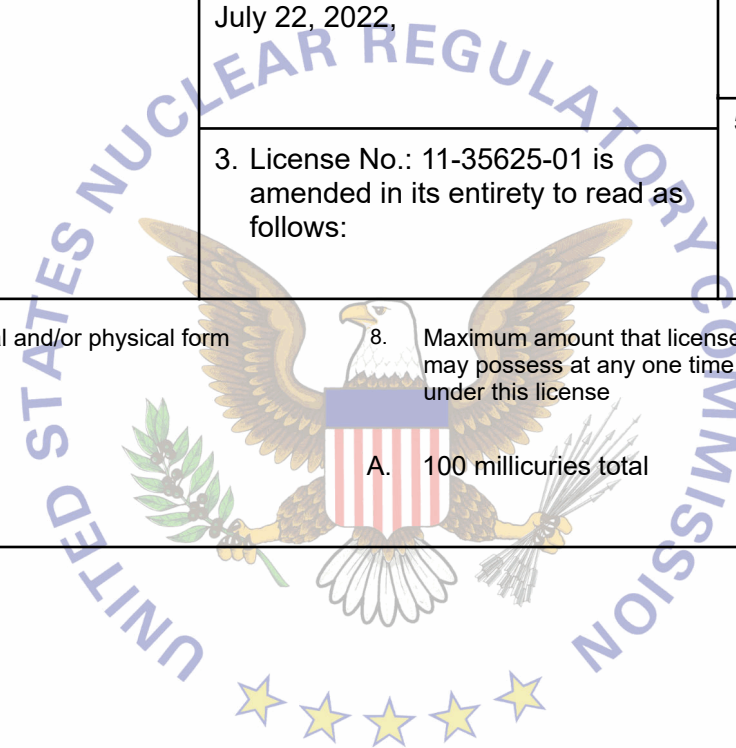 July 22, 2022,
3. License No.: 11-35625-01 is
amended in its entirety to read as
follows:
l and/or physical form
8. Maximum amount that license
may possess at any one time
under this license
A. 100 millicuries total
UNITED STATES NUCLEAR REGULATORY COMMISSION